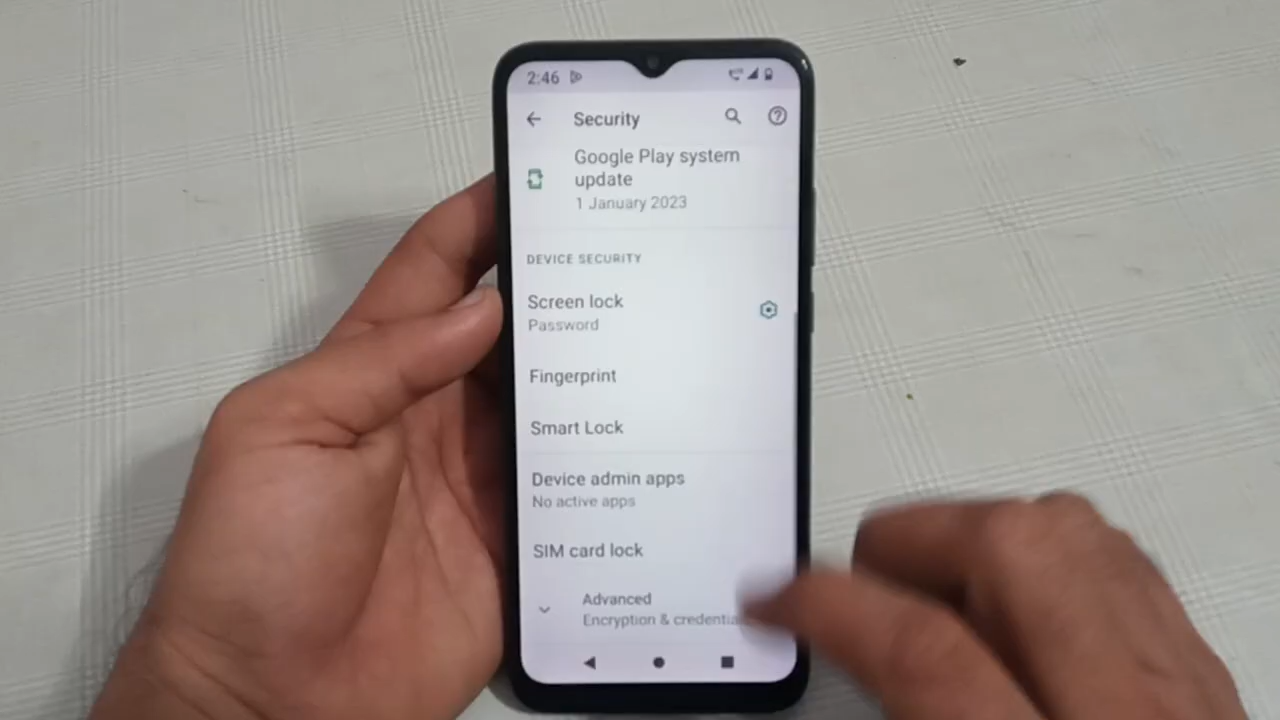 2:46
Security
Google Play system
update
1 January 2023
DEVICE SECURITY
Screen lock
Password
Fingerprint
Smart Lock
Device admin apps
No active apps
SIM card lock
Advanced
Encryption & credentia